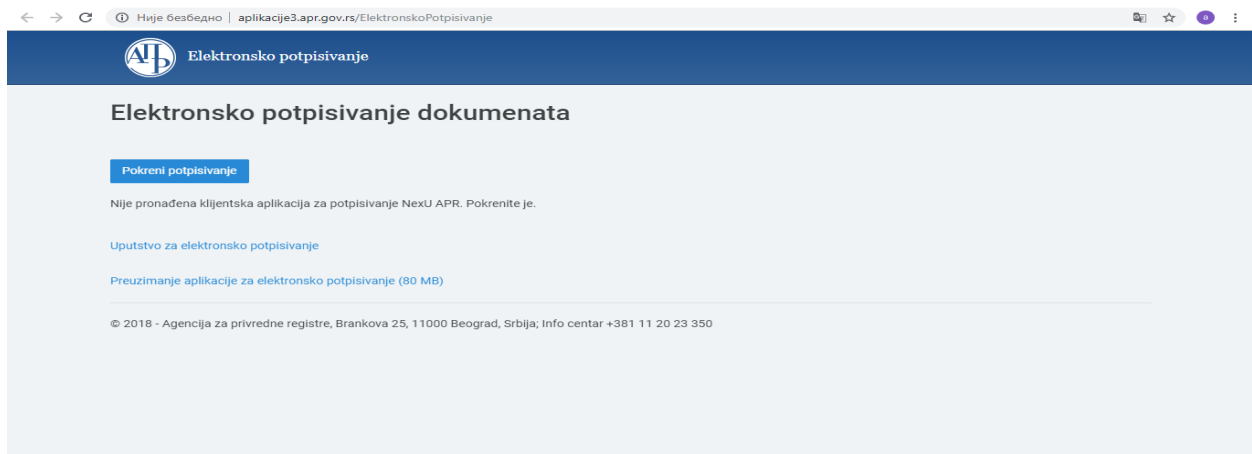 Није безбедно | aplikacije3.apr.gov.rs/ElektronskoPotpisivanje
a
АПР Elektronsko potpisivanje
Elektronsko potpisivanje dokumenata
Pokreni potpisivanje
Nije pronađena klijentska aplikacija za potpisivanje NexU APR. Pokrenite je.
Uputstvo za elektronsko potpisivanje
Preuzimanje aplikacije za elektronsko potpisivanje (80 MB)
© 2018 - Agencija za privredne registre, Brankova 25, 11000 Beograd, Srbija; Info centar +381 11 20 23 350